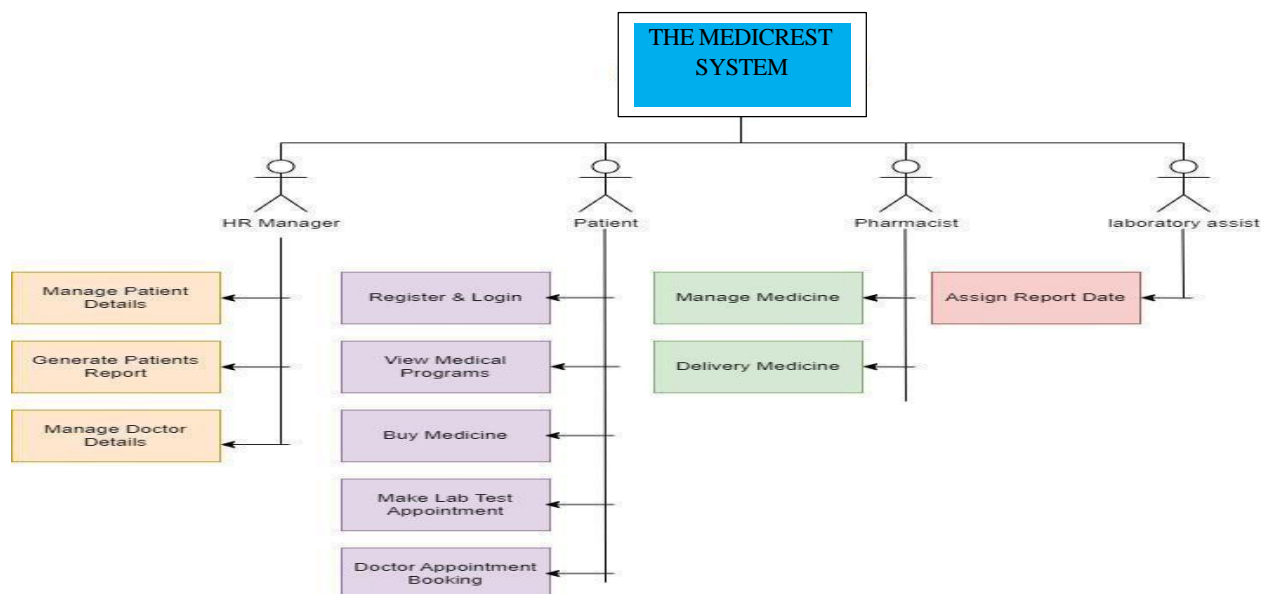 THE MEDICREST
SYSTEM
HR Manager
Patient
Pharmacist
laboratory assist
Manage Patient
Details
Generate Patients
Report
Manage Doctor
Details
Register & Login
View Medical
Programs
Buy Medicine
Make Lab Test
Appointment
Doctor Appointment
Booking
Manage Medicine
Delivery Medicine
Assign Report Date